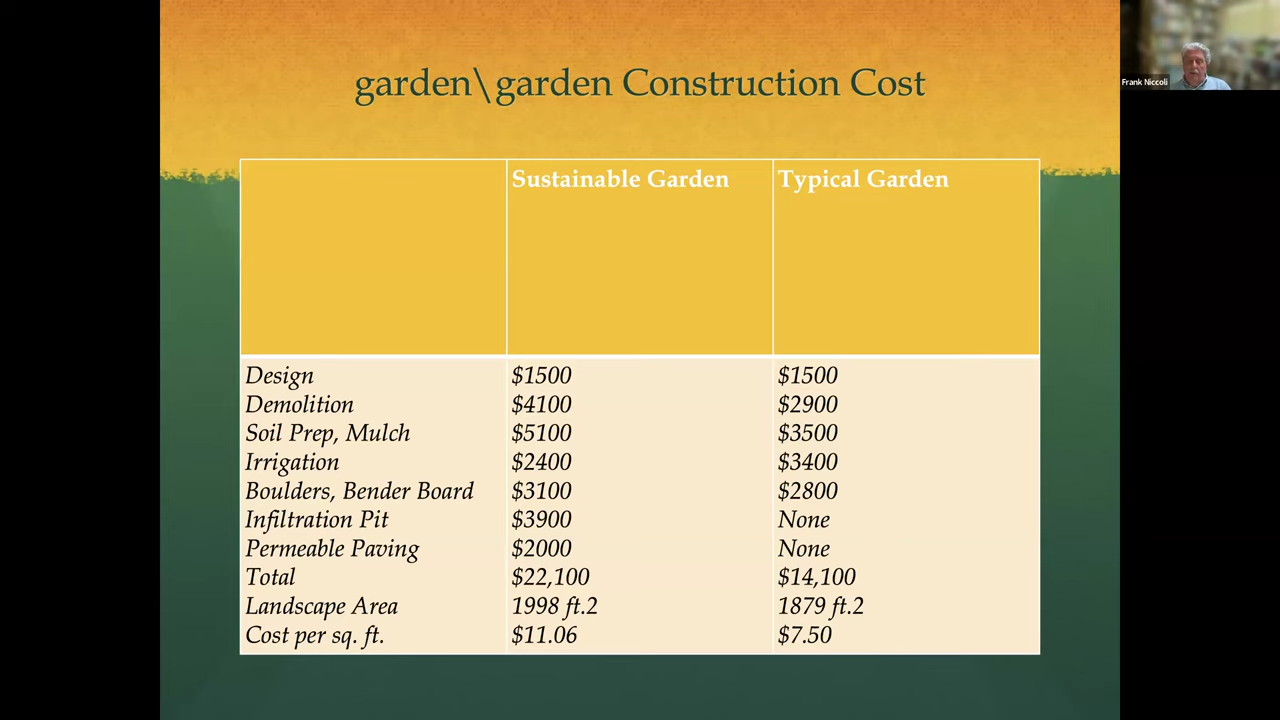 garden\garden Construction Cost
Frank Niccoli
Sustainable Garden Typical Garden
Design $1500 $1500
Demolition $4100 $2900
Soil Prep, Mulch $5100 $3500
Irrigation $2400 $3400
Boulders, Bender Board $3100 $2800
Infiltration Pit $3900 None
Permeable Paving $2000 None
Total $22,100 $14,100
Landscape Area 1998 ft.2 1879 ft.2
Cost per sq. ft. $11.06 $7.50